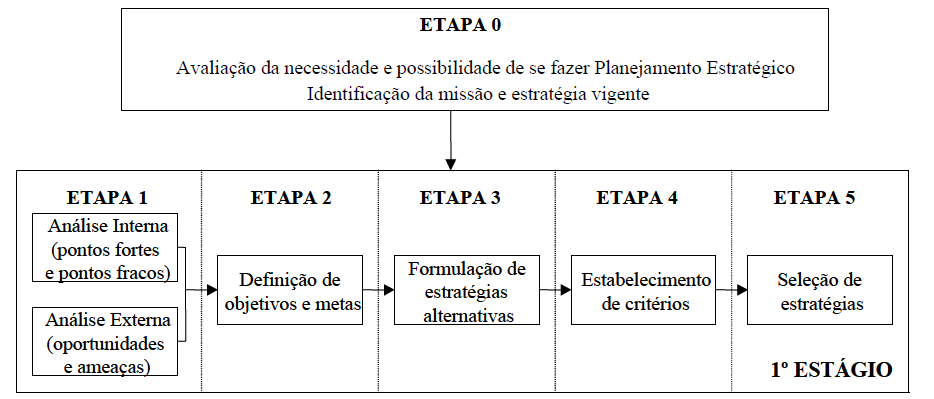 ETAPA 0
Avaliação da necessidade e possibilidade de se fazer Planejamento Estratégico
Identificação da missão e estratégia vigente
ETAPA 1
Análise Interna
(pontos fortes
e pontos fracos)
Análise Externa
(oportunidades
e ameaças)
ETAPA 2
Definição de
objetivos e metas
ETAPA 3
Formulação de
estratégias
alternativas
ETAPA 4
Estabelecimento
de critérios
ETAPA 5
Seleção de
estratégias
1º ESTÁGIO